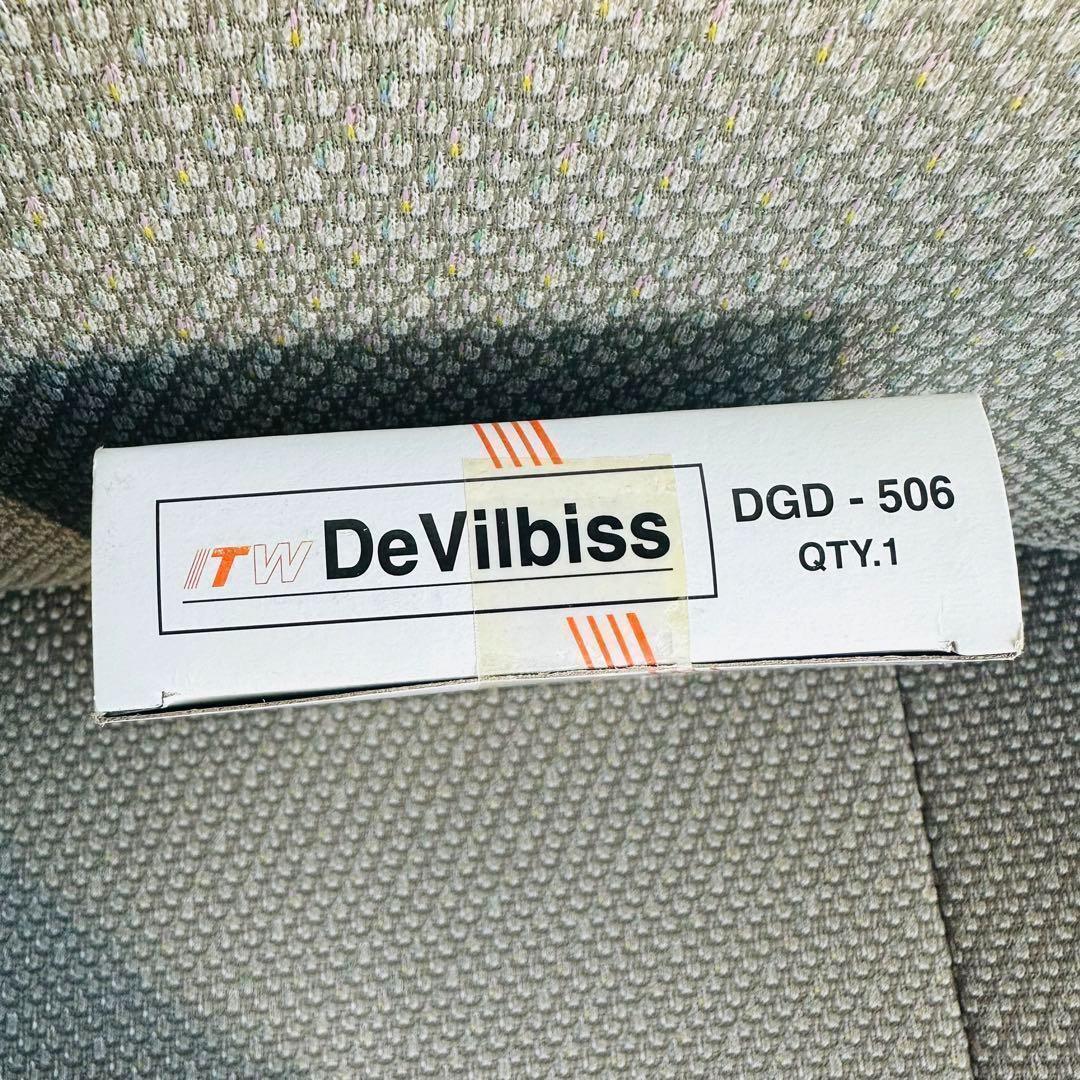 ITW DeVilbiss
DGD - 506
QTY.1